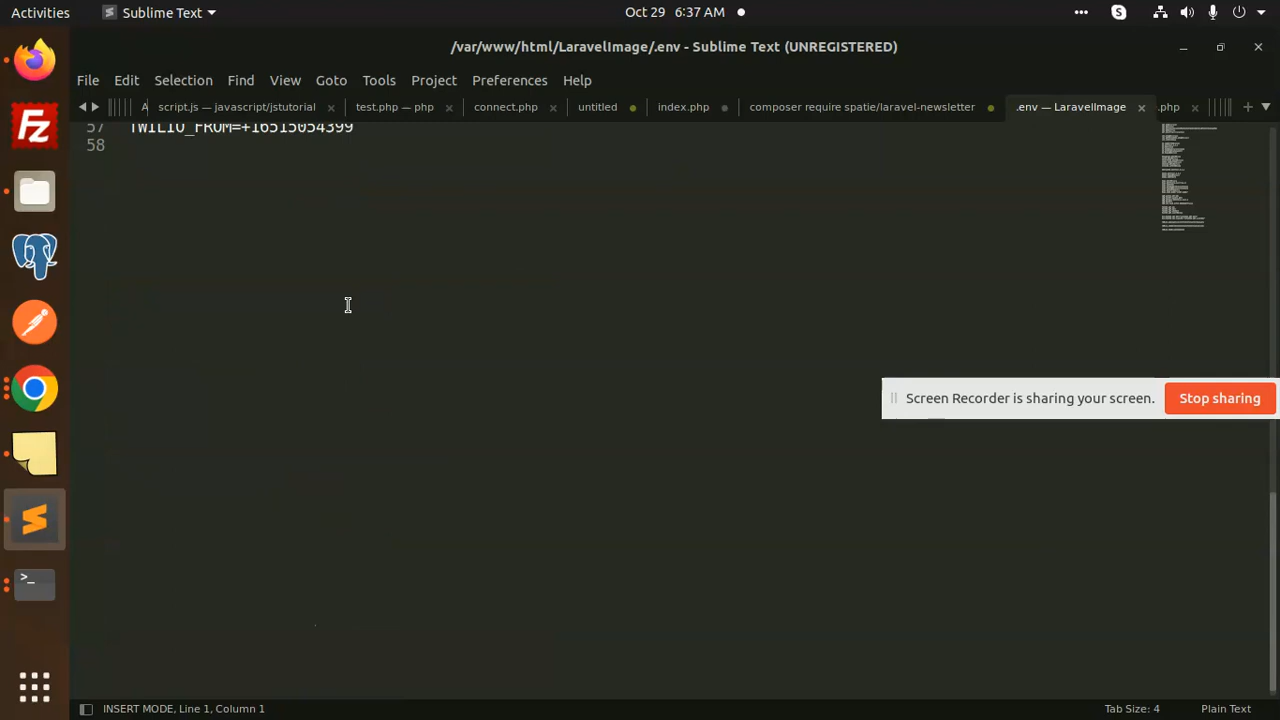 Activities
Sublime Text
Oct 29 6:37 AM
/var/www/html/LaravelImage/.env - Sublime Text (UNREGISTERED)
File Edit Selection Find View Goto Tools Project Preferences Help
A script.js — javascript/jstutorial test.php — php connect.php untitled index.php composer require spatie/laravel-newsletter .env — LaravelImage .php
57 TWILIO_FROM=+16515054399
58
Screen Recorder is sharing your screen. Stop sharing
INSERT MODE, Line 1, Column 1
Tab Size: 4
Plain Text